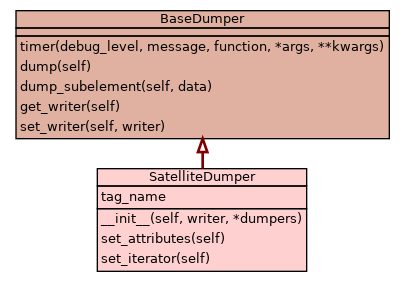 BaseDumper
timer(debug_level, message, function, *args, **kwargs)
dump(self)
dump_subelement(self, data)
get_writer(self)
set_writer(self, writer)
SatelliteDumper
tag_name
__init__(self, writer, *dumpers)
set_attributes(self)
set_iterator(self)